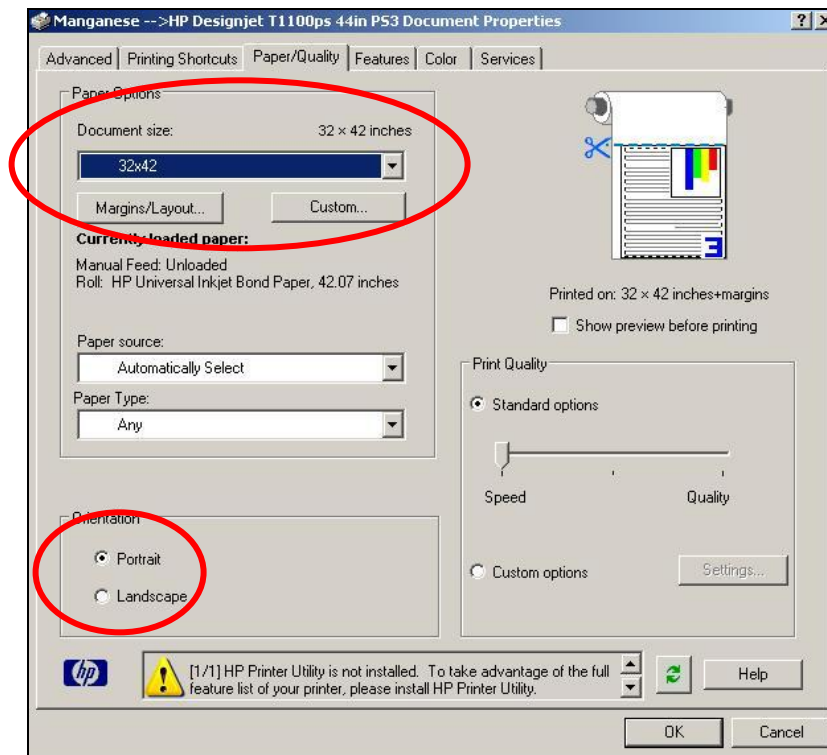 Manganese -->HP Designjet T1100ps 44in PS3 Document Properties
Advanced
Printing Shortcuts
Paper/Quality
Features
Color
Services
Paper Options
Document size:
32 × 42 inches
32x42
Margins/Layout...
Custom...
Currently loaded paper:
Manual Feed: Unloaded
Roll: HP Universal Inkjet Bond Paper, 42.07 inches
Paper source:
Automatically Select
Paper Type:
Any
Orientation
Portrait
Landscape
Printed on: 32 × 42 inches+margins
Show preview before printing
Print Quality
Standard options
Speed
Quality
Custom options
Settings...
hp
[1/1] HP Printer Utility is not installed. To take advantage of the full
feature list of your printer, please install HP Printer Utility.
Help
OK
Cancel